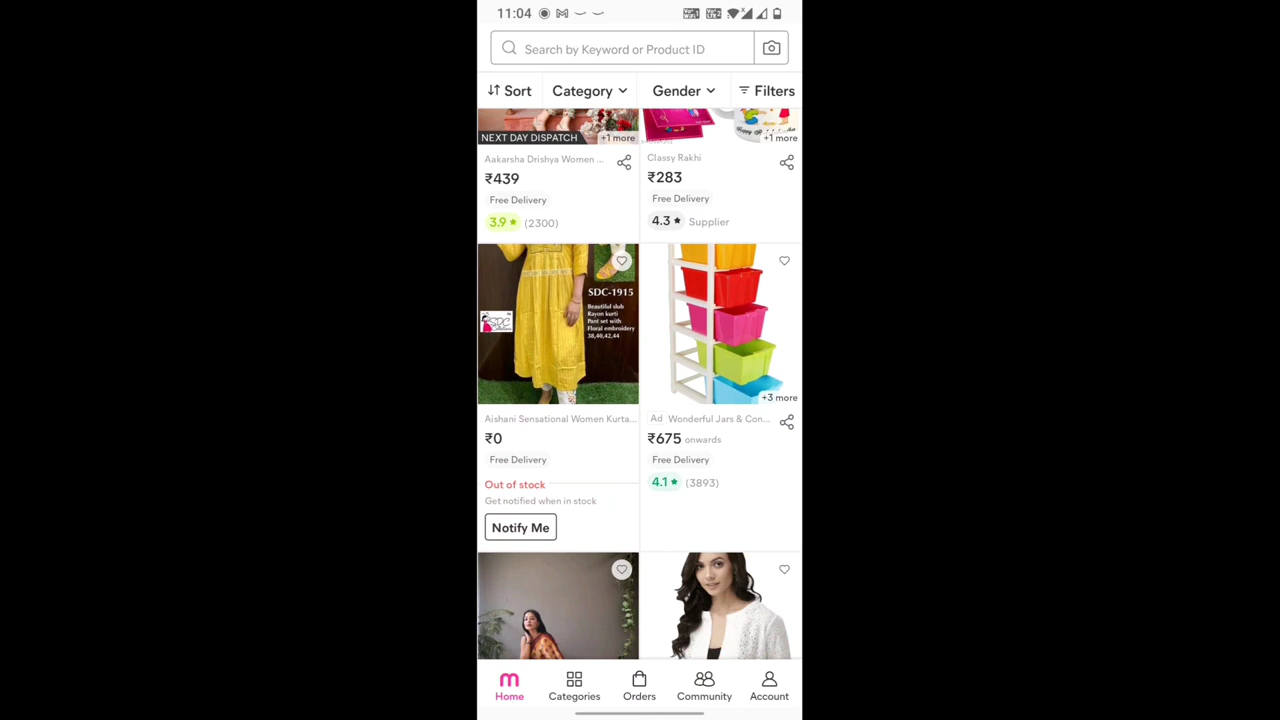 11:04
Search by Keyword or Product ID
Sort Category Gender Filters
NEXT DAY DISPATCH +1 more
+1 more
Aakarsha Drishya Women ...
₹439
Free Delivery
3.9 ★ (2300)
Classy Rakhi
₹283
Free Delivery
4.3 ★ Supplier
SDC-1915
Beautiful slub
Rayon kurti
Pant set with
Floral embroidery
38,40,42,44
SDC
+3 more
Aishani Sensational Women Kurta...
₹0
Free Delivery
Out of stock
Get notified when in stock
Notify Me
Ad Wonderful Jars & Con...
₹675 onwards
Free Delivery
4.1 ★ (3893)
Home Categories Orders Community Account